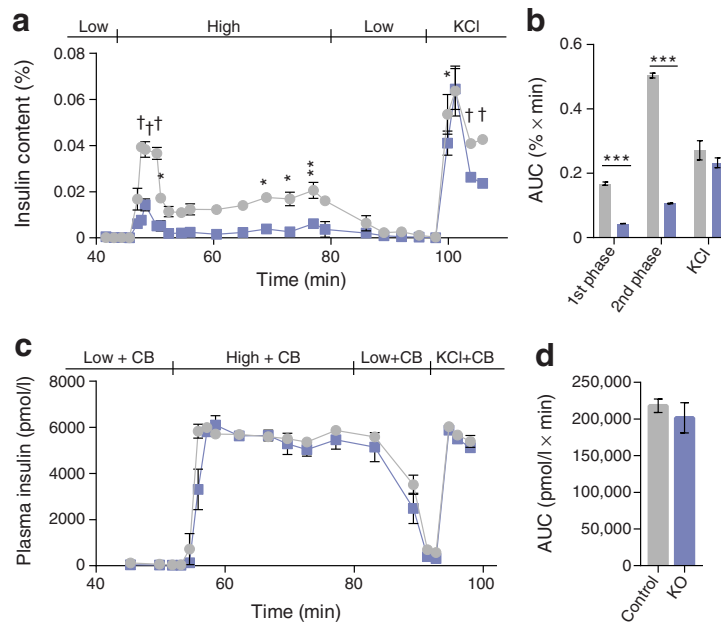 a
Low High Low KCl
Insulin content (%)
0.08
0.06
0.04
0.02
0
† † †
*
* * **
* † †
40 60 80 100
Time (min)
b
AUC (% × min)
0.6
0.4
0.2
0
*** ***
1st phase 2nd phase KCl
c
Low + CB High + CB Low+CB KCl+CB
Plasma insulin (pmol/l)
8000
6000
4000
2000
0
40 60 80 100
Time (min)
d
AUC (pmol/l × min)
250,000
200,000
150,000
100,000
50,000
0
Control KO